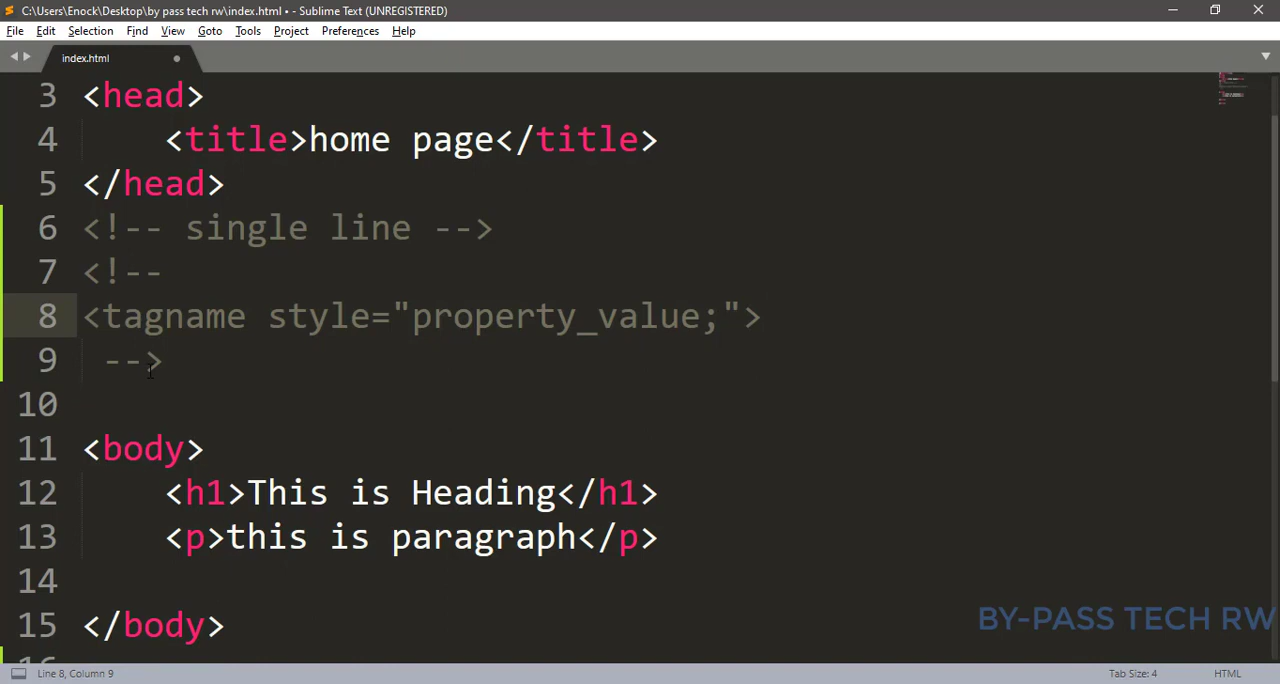 C:\Users\Enock\Desktop\by pass tech rw\index.html • - Sublime Text (UNREGISTERED)
File Edit Selection Find View Goto Tools Project Preferences Help
index.html
3 <head>
4 <title>home page</title>
5 </head>
6 <!-- single line -->
7 <!--
8 <tagname style="property_value;">
9 -->
10
11 <body>
12 <h1>This is Heading</h1>
13 <p>this is paragraph</p>
14
15 </body>
BY-PASS TECH RW
Line 8, Column 9 Tab Size: 4 HTML